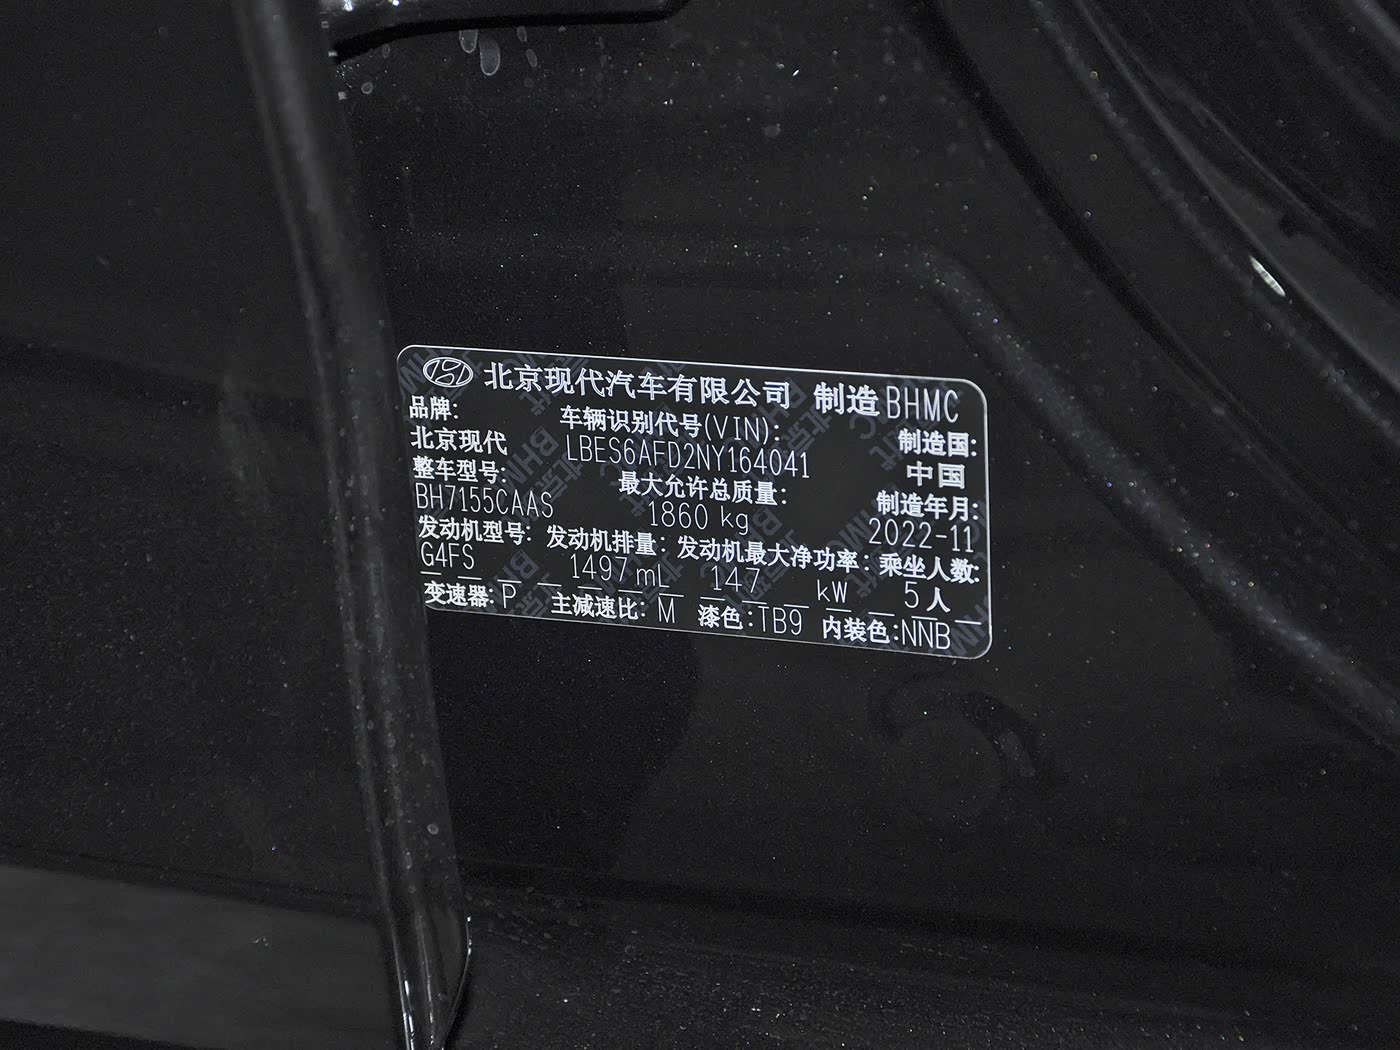 北京现代汽车有限公司 制造 BHMC
品牌: 车辆识别代号(VIN): 制造国:
北京现代 LBES6AFD2NY164041 中国
整车型号: 最大允许总质量: 制造年月:
BH7155CAAS 1860 kg 2022-11
发动机型号: 发动机排量: 发动机最大净功率: 乘坐人数:
G4FS 1497 mL 147 kW 5人
变速器: P 主减速比: M 漆色: TB9 内装色: NNB